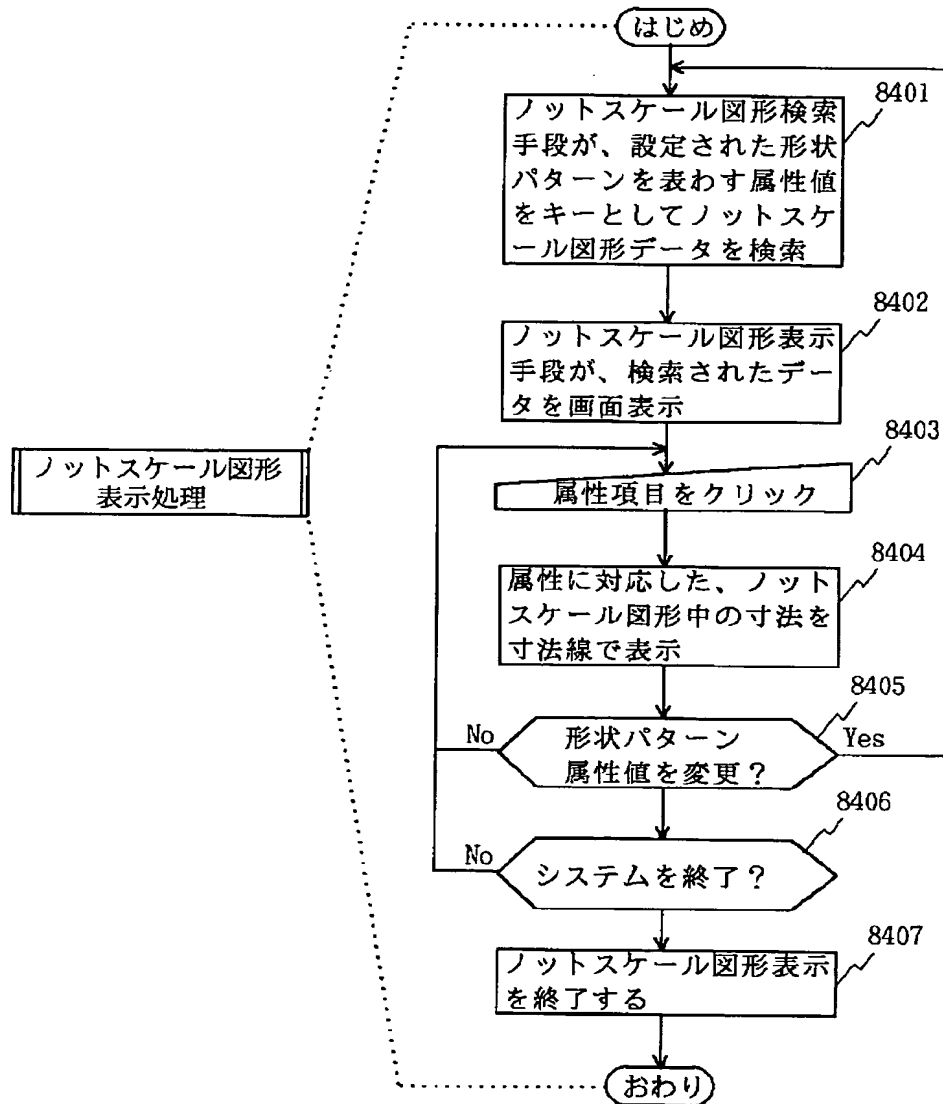 はじめ
8401
ノットスケール図形検索
手段が、設定された形状
パターンを表わす属性値
をキーとしてノットスケ
ール図形データを検索
8402
ノットスケール図形表示
手段が、検索されたデー
タを画面表示
8403
ノットスケール図形
表示処理
属性項目をクリック
8404
属性に対応した、ノット
スケール図形中の寸法を
寸法線で表示
8405
No
形状パターン
属性値を変更？
Yes
8406
No
システムを終了？
8407
ノットスケール図形表示
を終了する
おわり